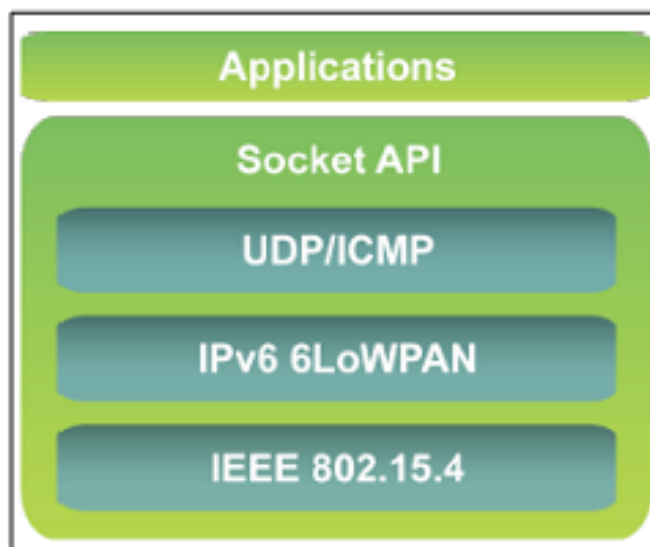 Applications
Socket API
UDP/ICMP
IPv6 6LoWPAN
IEEE 802.15.4